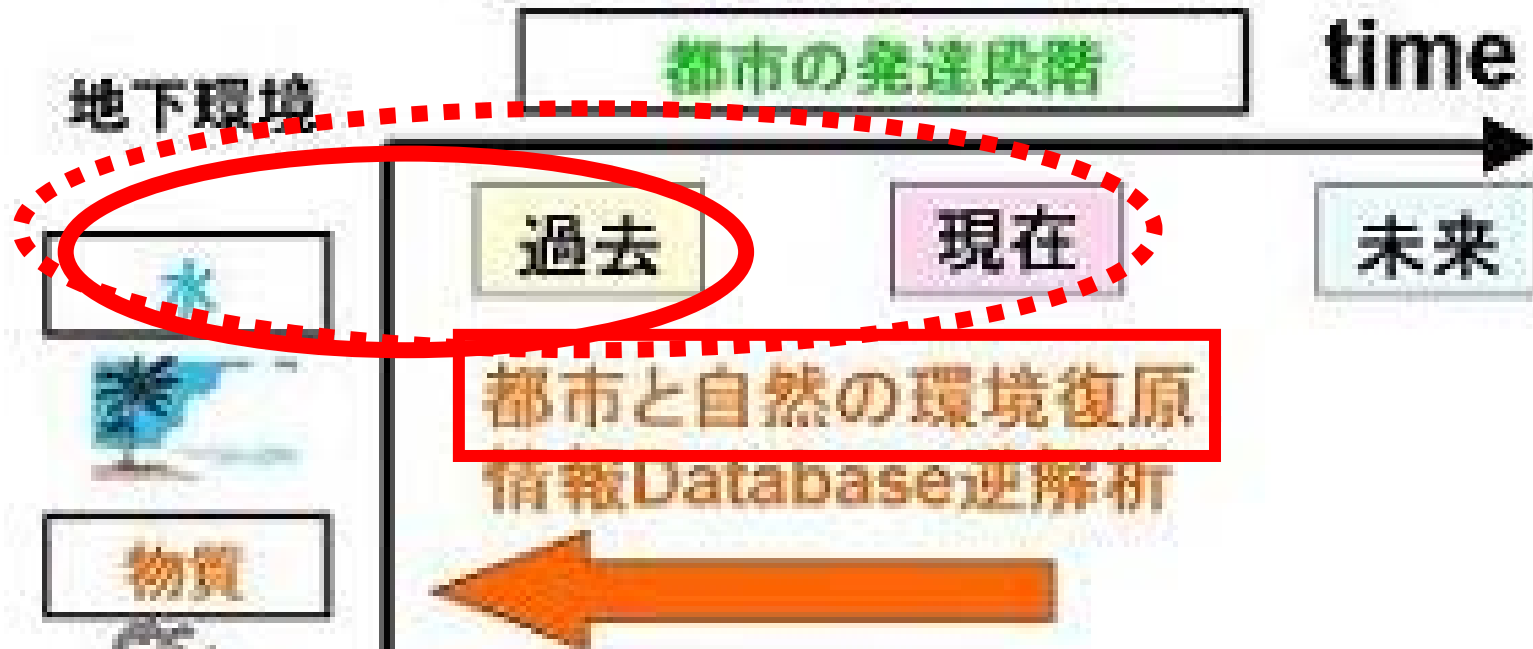 都市の発達段階
time
地下環境
過去
現在
未来
水
都市と自然の環境復原
情報Database逆解析
物質